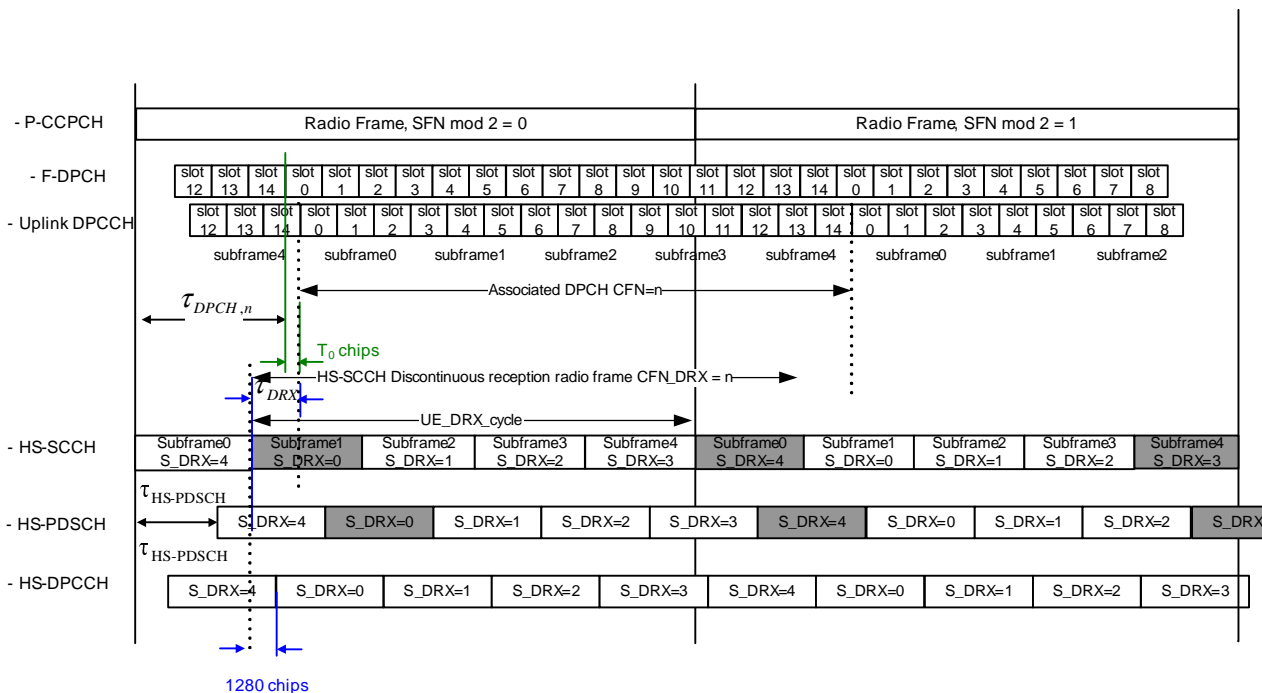 - P-CCPCH
Radio Frame, SFN mod 2 = 0
Radio Frame, SFN mod 2 = 1
- F-DPCH
slot 12 slot 13 slot 14 slot 0 slot 1 slot 2 slot 3 slot 4 slot 5 slot 6 slot 7 slot 8 slot 9 slot 10 slot 11 slot 12 slot 13 slot 14 slot 0 slot 1 slot 2 slot 3 slot 4 slot 5 slot 6 slot 7 slot 8
- Uplink DPCCH
slot 12 slot 13 slot 14 slot 0 slot 1 slot 2 slot 3 slot 4 slot 5 slot 6 slot 7 slot 8 slot 9 slot 10 slot 11 slot 12 slot 13 slot 14 slot 0 slot 1 slot 2 slot 3 slot 4 slot 5 slot 6 slot 7 slot 8
subframe4 subframe0 subframe1 subframe2 subframe3 subframe4 subframe0 subframe1 subframe2
Associated DPCH CFN=n
τDPCH,n
T0 chips
HS-SCCH Discontinuous reception radio frame CFN_DRX = n
τDRX
UE_DRX_cycle
- HS-SCCH
Subframe0 Subframe1 Subframe2 Subframe3 Subframe4 Subframe0 Subframe1 Subframe2 Subframe3 Subframe4
S_DRX=4 S_DRX=0 S_DRX=1 S_DRX=2 S_DRX=3 S_DRX=4 S_DRX=0 S_DRX=1 S_DRX=2 S_DRX=3
τHS-PDSCH
- HS-PDSCH
S_DRX=4 S_DRX=0 S_DRX=1 S_DRX=2 S_DRX=3 S_DRX=4 S_DRX=0 S_DRX=1 S_DRX=2 S_DRX
τHS-PDSCH
- HS-DPCCH
S_DRX=4 S_DRX=0 S_DRX=1 S_DRX=2 S_DRX=3 S_DRX=4 S_DRX=0 S_DRX=1 S_DRX=2 S_DRX=3
1280 chips